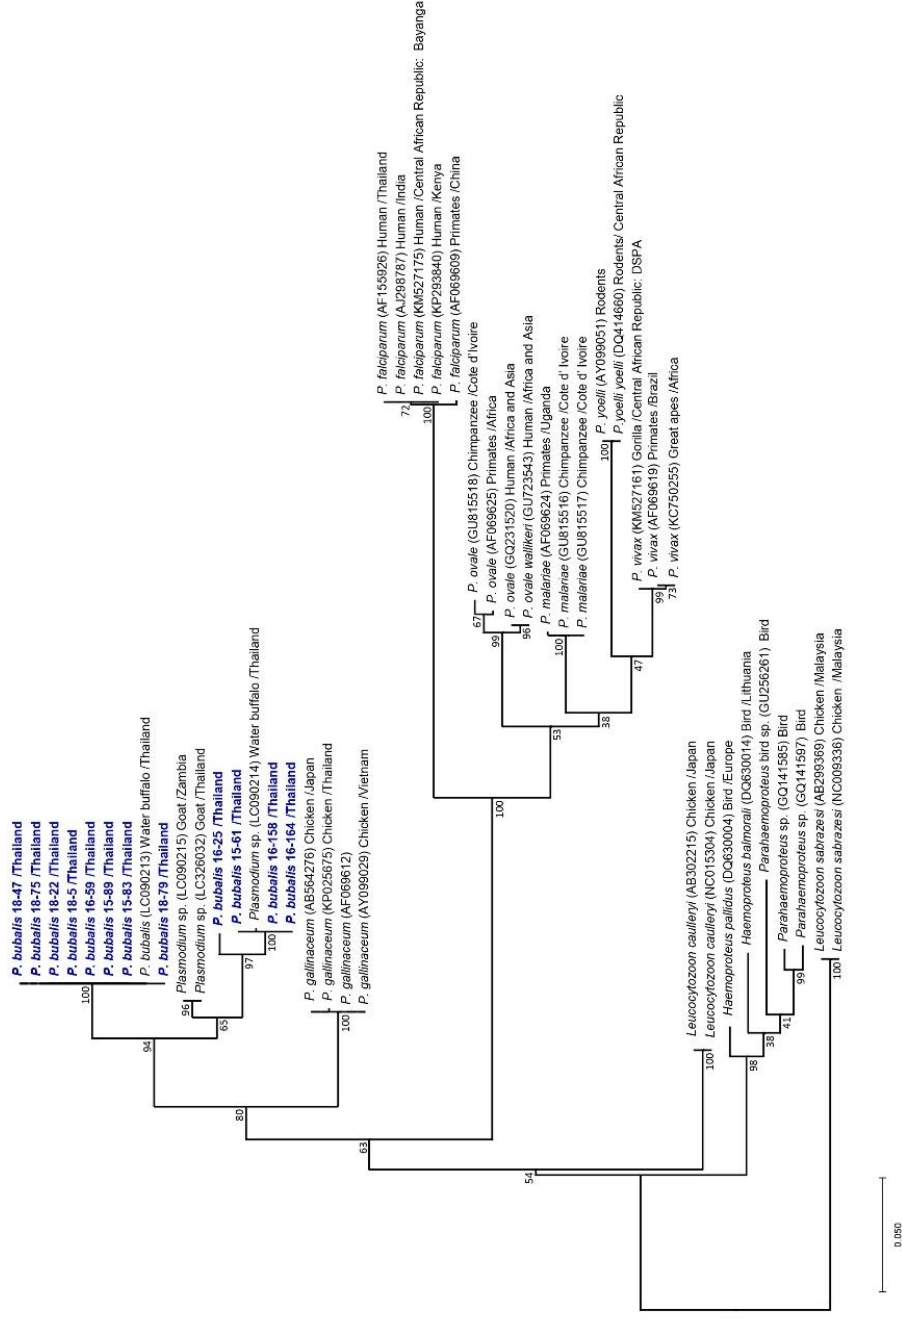 P. bubalis 18-47 /Thailand
P. bubalis 18-75 /Thailand
P. bubalis 18-22 /Thailand
P. bubalis 18-5 /Thailand
P. bubalis 16-59 /Thailand
P. bubalis 15-89 /Thailand
P. bubalis 15-83 /Thailand
P. bubalis (LC090213) Water buffalo /Thailand
P. bubalis 18-79 /Thailand
Plasmodium sp. (LC090215) Goat /Zambia
Plasmodium sp. (LC326032) Goat /Thailand
P. bubalis 16-25 /Thailand
P. bubalis 15-61 /Thailand
Plasmodium sp. (LC090214) Water buffalo /Thailand
P. bubalis 16-158 /Thailand
P. bubalis 16-164 /Thailand
P. gallinaceum (AB564276) Chicken /Japan
P. gallinaceum (KP025675) Chicken /Thailand
P. gallinaceum (AF069612)
P. gallinaceum (AY099029) Chicken /Vietnam
P. falciparum (AF155926) Human /Thailand
P. falciparum (AJ298787) Human /India
P. falciparum (KM527175) Human /Central African Republic: Bayanga
P. falciparum (KP293840) Human /Kenya
P. falciparum (AF069609) Primates /China
P. ovale (GU815518) Chimpanzee /Cote d'Ivoire
P. ovale (AF069625) Primates /Africa
P. ovale (GQ231520) Human /Africa and Asia
P. ovale wallikeri (GU723543) Human /Africa and Asia
P. malariae (AF069624) Primates /Uganda
P. malariae (GU815516) Chimpanzee /Cote d' Ivoire
P. malariae (GU815517) Chimpanzee /Cote d' Ivoire
P. yoelli (AY099051) Rodents
P.yoelli yoelli (DQ414660) Rodents/ Central African Republic
P. vivax (KM527161) Gorilla /Central African Republic: DSPA
P. vivax (AF069619) Primates /Brazil
P. vivax (KC750255) Great apes /Africa
Leucocytozoon caulleryi (AB302215) Chicken /Japan
Leucocytozoon caulleryi (NC015304) Chicken /Japan
Haemoproteus pallidus (DQ630004) Bird /Europe
Haemoproteus balmorali (DQ630014) Bird /Lithuania
Parahaemoproteus bird sp. (GU256261) Bird
Parahaemoproteus sp. (GQ141585) Bird
Parahaemoproteus sp. (GQ141597) Bird
Leucocytozoon sabrazesi (AB299369) Chicken /Malaysia
Leucocytozoon sabrazesi (NC009336) Chicken /Malaysia
100
96
94
65
97
100
80
100
63
72
100
67
99
96
100
100
99
73
47
38
53
100
54
100
98
38
41
99
100
0.050